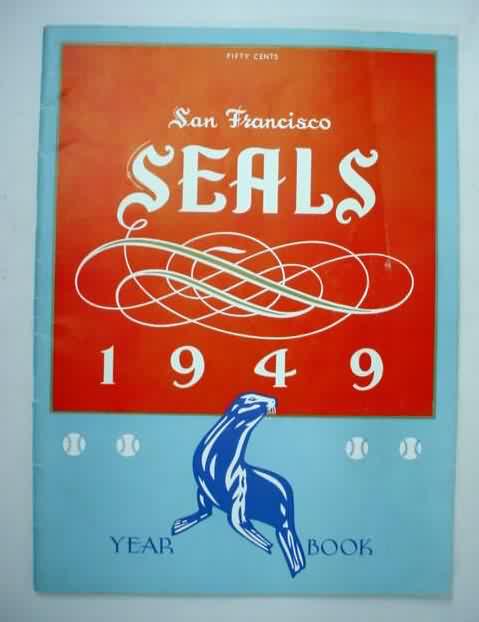 FIFTY CENTS
San Francisco
SEALS
1949
YEAR BOOK